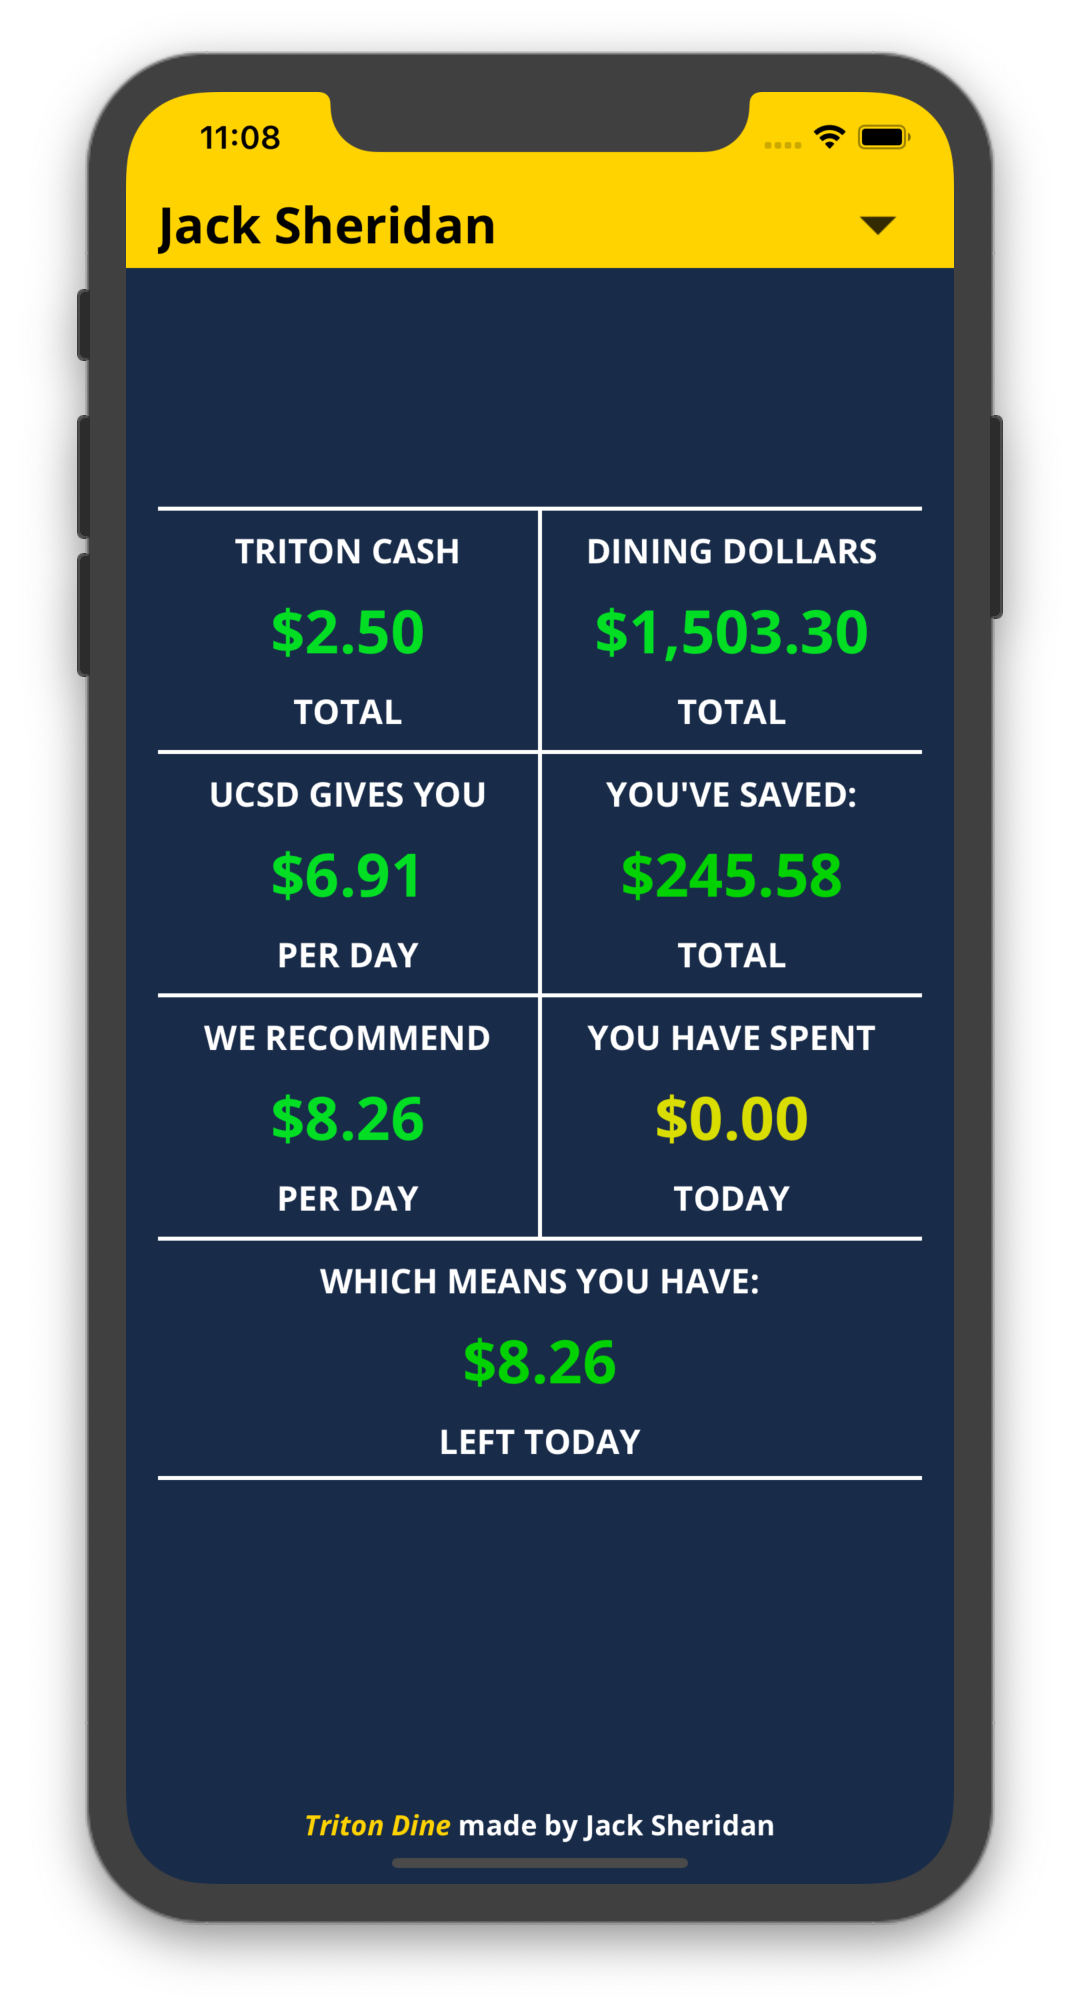 11:08
Jack Sheridan
TRITON CASH
$2.50
TOTAL
DINING DOLLARS
$1,503.30
TOTAL
UCSD GIVES YOU
$6.91
PER DAY
YOU'VE SAVED:
$245.58
TOTAL
WE RECOMMEND
$8.26
PER DAY
YOU HAVE SPENT
$0.00
TODAY
WHICH MEANS YOU HAVE:
$8.26
LEFT TODAY
Triton Dine made by Jack Sheridan